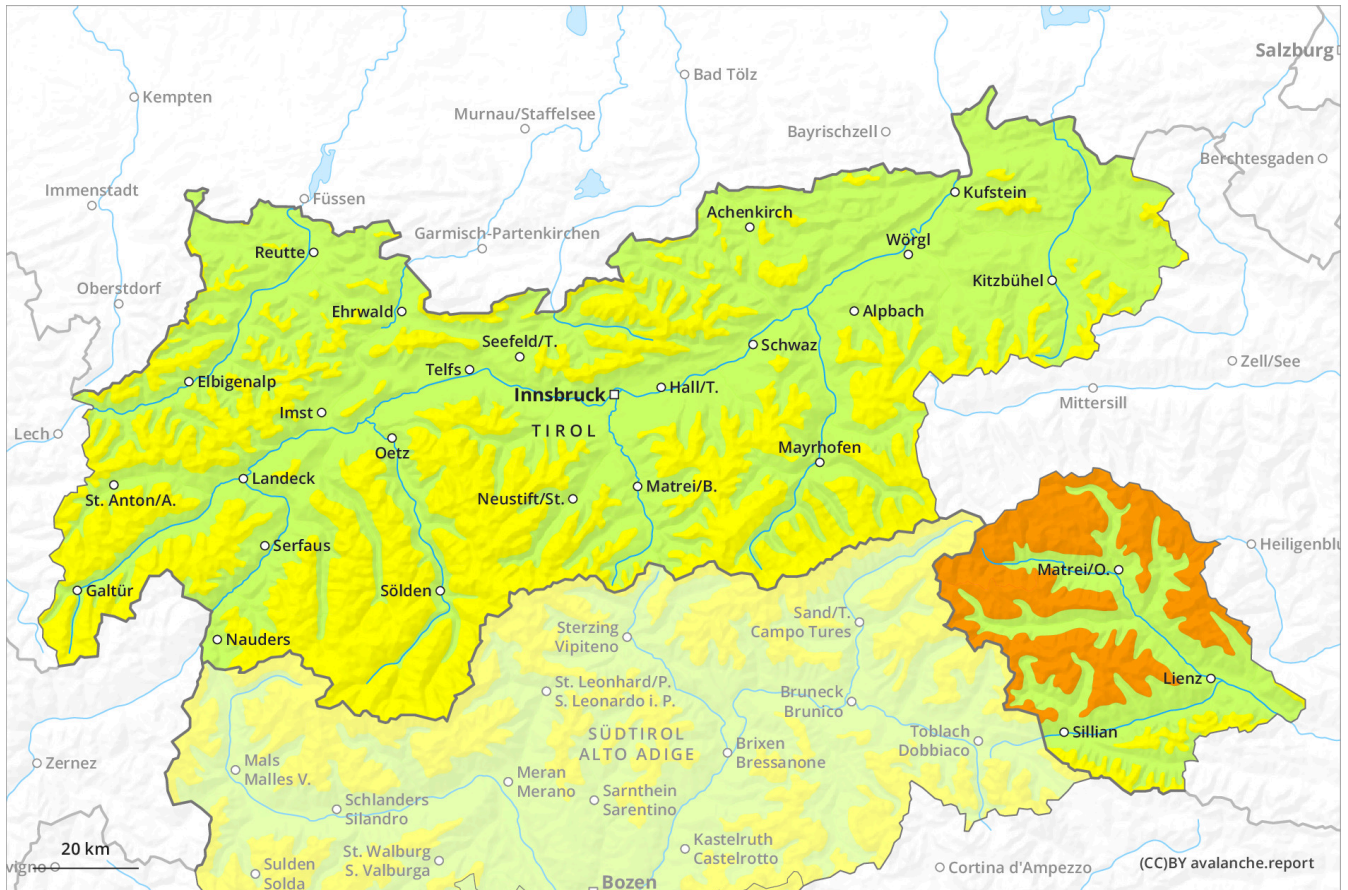 Salzburg
Bad Tölz
Kempten
Murnau/Staffelsee
Bayrischzell
Berchtesgaden
Immenstadt
Füssen
Kufstein
Achenkirch
Garmisch-Partenkirchen
Wörgl
Reutte
Oberstdorf
Kitzbühel
Ehrwald
Alpbach
Seefeld/T.
Schwaz
Telfs
Zell/See
Elbigenalp
Hall/T.
Innsbruck
Mittersill
Imst
TIROL
Lech
Oetz
Mayrhofen
Landeck
Matrei/B.
St. Anton/A.
Neustift/St.
Serfaus
Heiligenblu
Matrei/O.
Galtür
Sölden
Sand/T.
Campo Tures
Nauders
Sterzing
Vipiteno
Lienz
St. Leonhard/P.
S. Leonardo i. P.
Bruneck
Brunico
SÜDTIROL
ALTO ADIGE
Toblach
Dobbiaco
Sillian
Brixen
Bressanone
Zernez
Mals
Malles V.
Meran
Merano
Sarnthein
Sarentino
Schlanders
Silandro
Kastelruth
Castelrotto
20 km
St. Walburg
S. Valburga
vigno
Sulden
Solda
Cortina d'Ampezzo
(CC)BY avalanche.report
Bozen